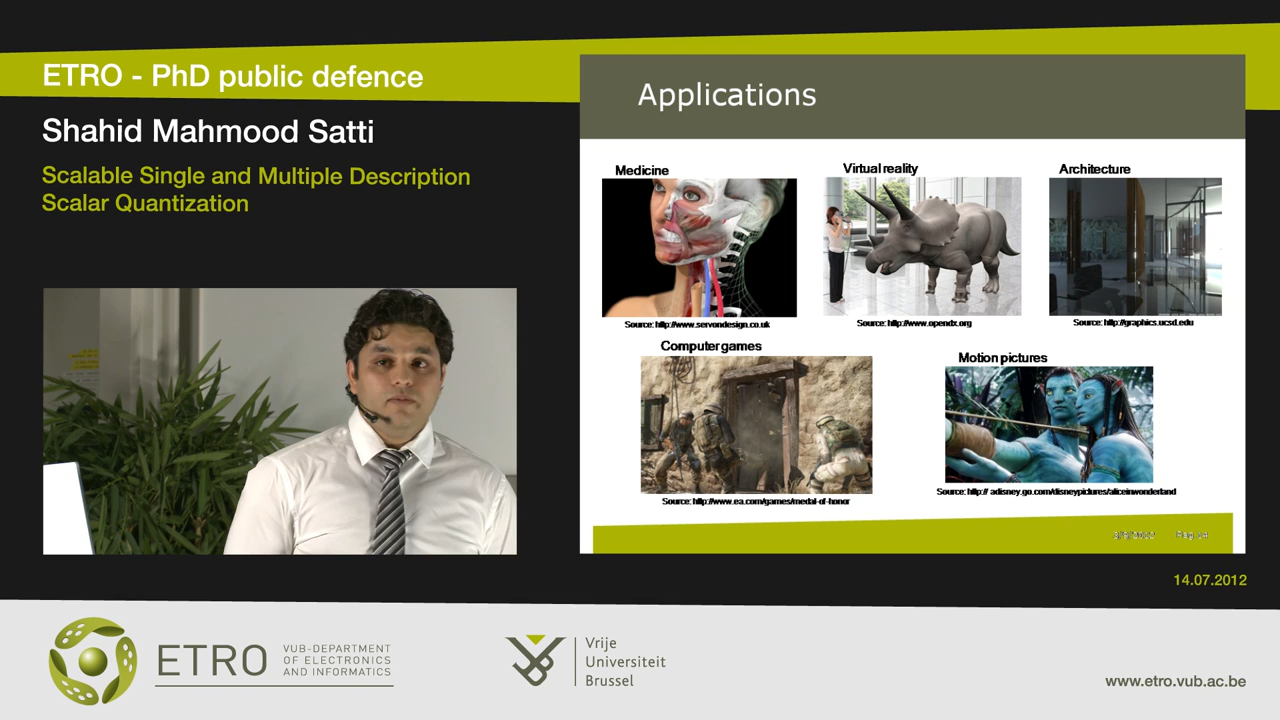 ETRO - PhD public defence
Shahid Mahmood Satti
Scalable Single and Multiple Description
Scalar Quantization
Applications
Medicine
Virtual reality
Architecture
Source: http://www.servondesign.co.uk
Source: http://www.opendx.org
Source: http://graphics.ucsd.edu
Computer games
Motion pictures
Source: http://www.ea.com/games/medal-of-honor
Source: http:// adisney.go.com/disneypictures/aliceinwonderland
14.07.2012
ETRO
VUB-DEPARTMENT
OF ELECTRONICS
AND INFORMATICS
Vrije
Universiteit
Brussel
www.etro.vub.ac.be